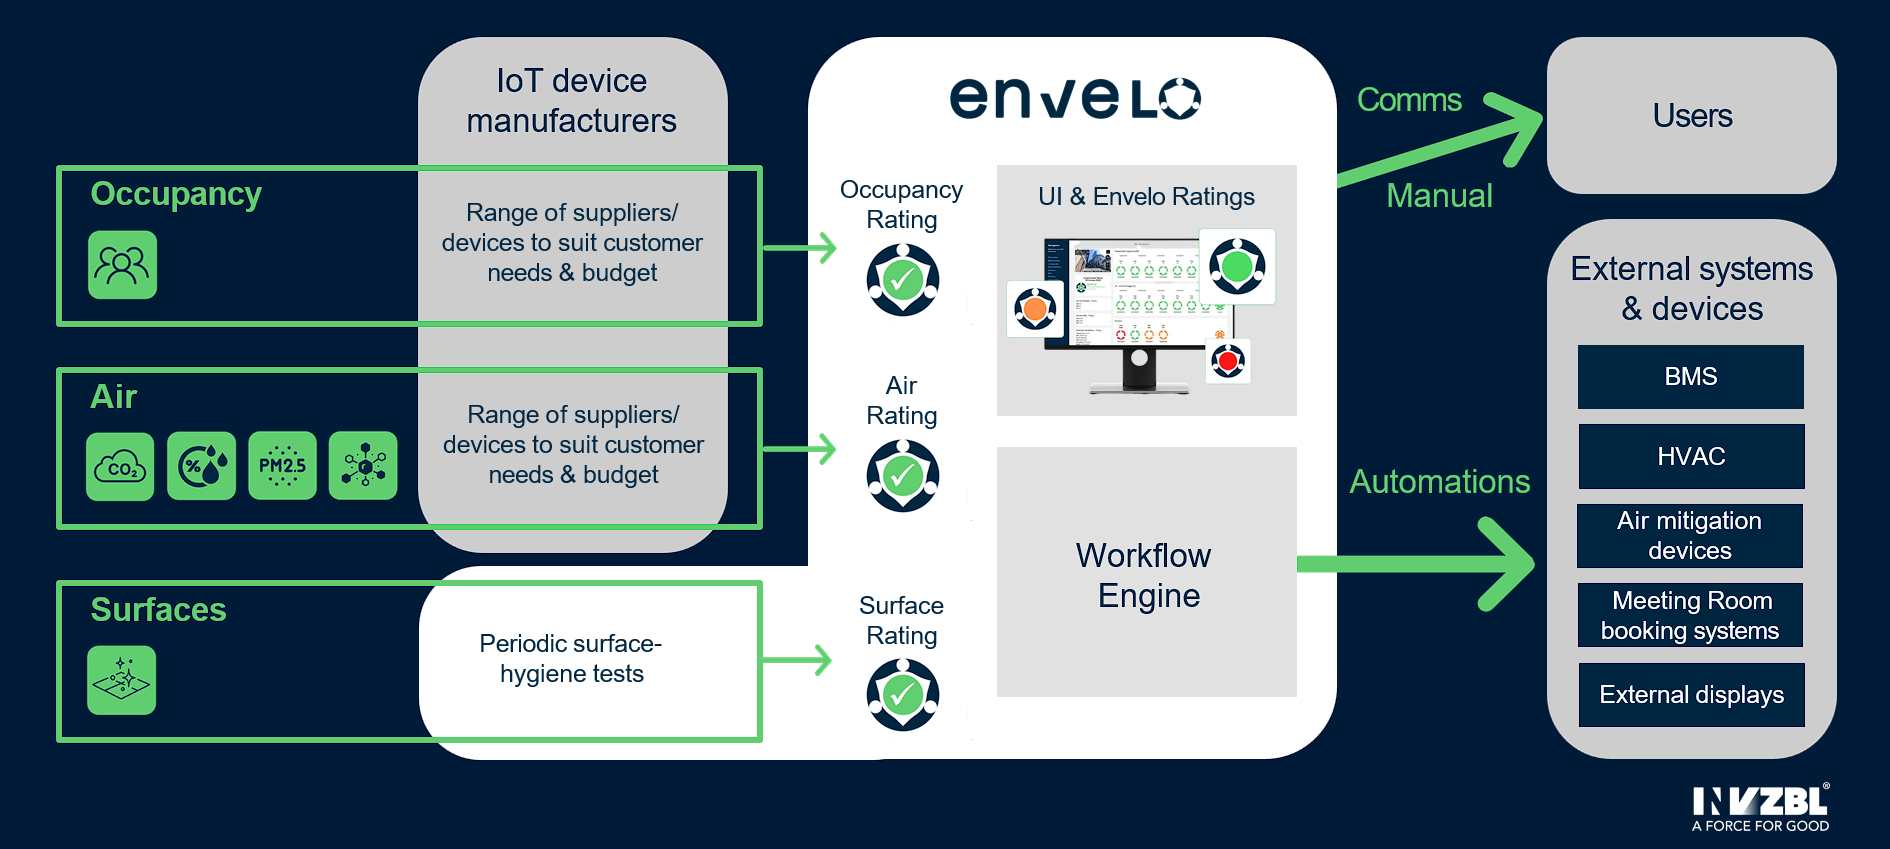 IoT device
manufacturers
Occupancy
Range of suppliers/
devices to suit customer
needs & budget
Air
CO₂
%
PM2.5
Range of suppliers/
devices to suit customer
needs & budget
Surfaces
Periodic surface-
hygiene tests
envelo
Occupancy
Rating
Air
Rating
Surface
Rating
UI & Envelo Ratings
Workflow
Engine
Comms
Manual
Automations
Users
External systems
& devices
BMS
HVAC
Air mitigation
devices
Meeting Room
booking systems
External displays
INVZBL®
A FORCE FOR GOOD